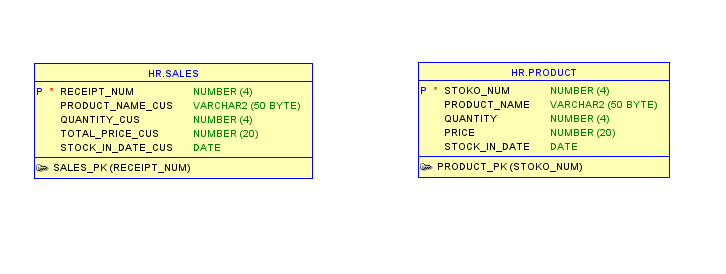 HR.SALES
P * RECEIPT_NUM NUMBER (4)
PRODUCT_NAME_CUS VARCHAR2 (50 BYTE)
QUANTITY_CUS NUMBER (4)
TOTAL_PRICE_CUS NUMBER (20)
STOCK_IN_DATE_CUS DATE
SALES_PK (RECEIPT_NUM)
HR.PRODUCT
P * STOKO_NUM NUMBER (4)
PRODUCT_NAME VARCHAR2 (50 BYTE)
QUANTITY NUMBER (4)
PRICE NUMBER (20)
STOCK_IN_DATE DATE
PRODUCT_PK (STOKO_NUM)